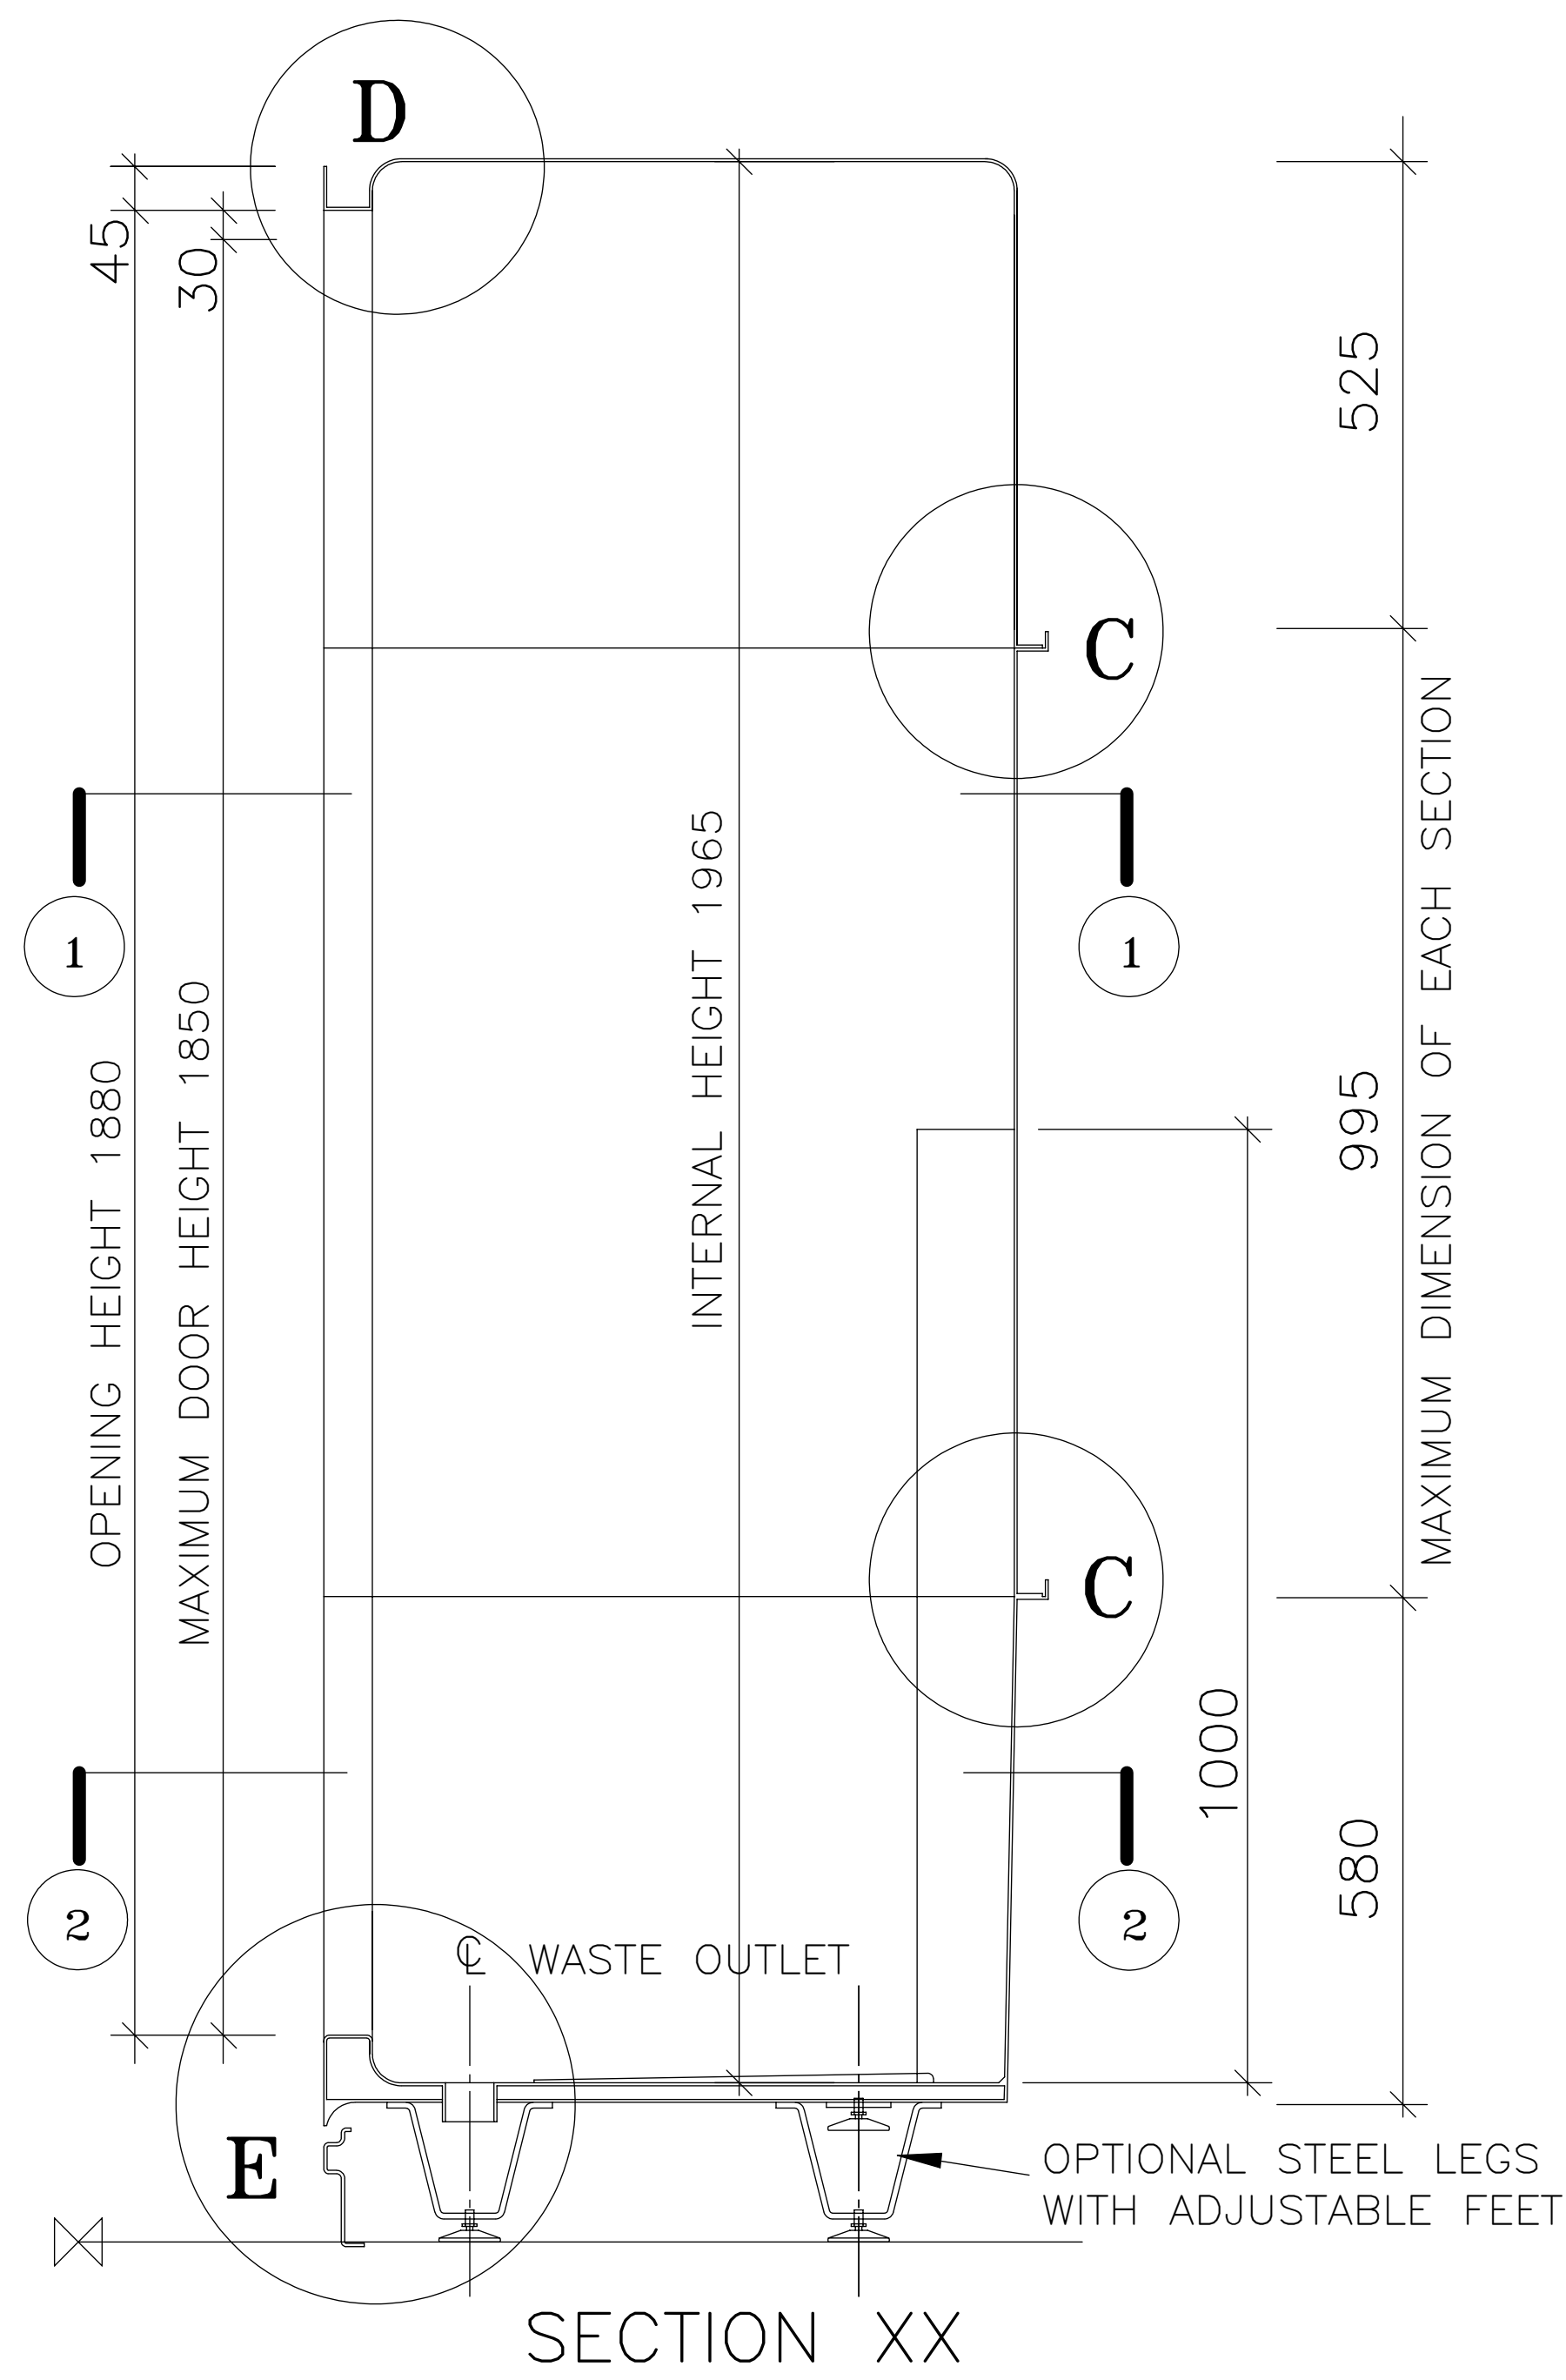 D
45
30
525
C
1
1
OPENING HEIGHT 1880
MAXIMUM DOOR HEIGHT 1850
INTERNAL HEIGHT 1965
995
MAXIMUM DIMENSION OF EACH SECTION
C
1000
580
2
2
℄ WASTE OUTLET
E
OPTIONAL STEEL LEGS
WITH ADJUSTABLE FEET
SECTION XX